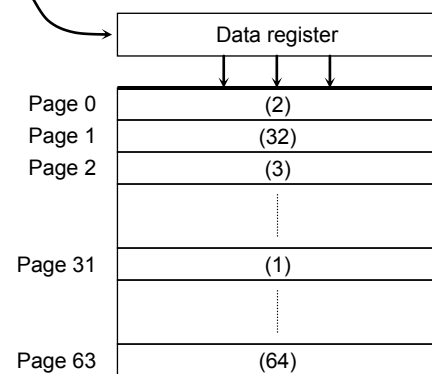 Data register
Page 0 (2)
Page 1 (32)
Page 2 (3)
Page 31 (1)
Page 63 (64)